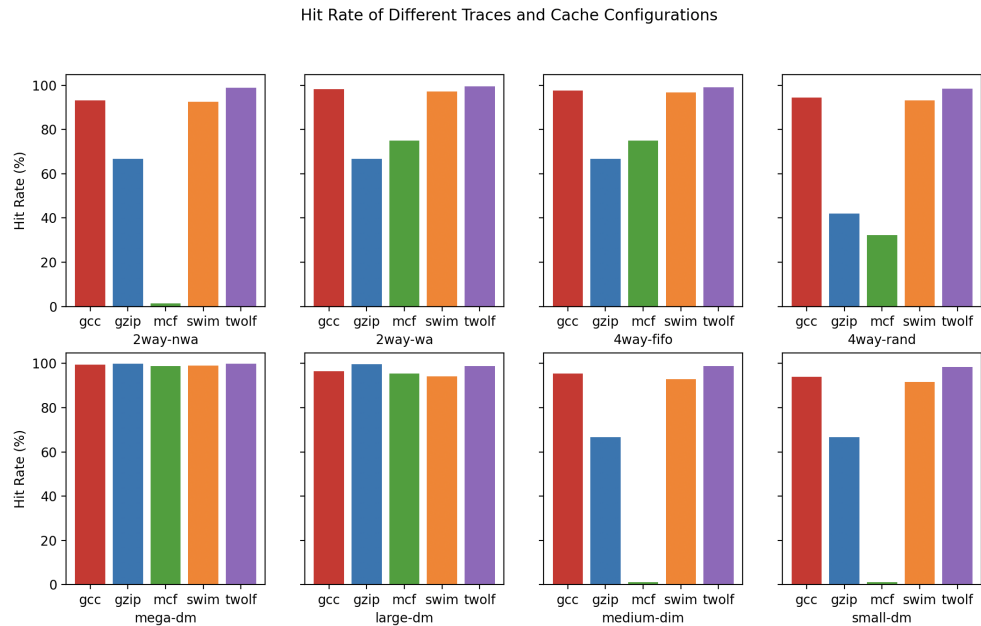 Hit Rate of Different Traces and Cache Configurations
Hit Rate (%)
100
80
60
40
20
0
gcc gzip mcf swim twolf
2way-nwa
gcc gzip mcf swim twolf
2way-wa
gcc gzip mcf swim twolf
4way-fifo
gcc gzip mcf swim twolf
4way-rand
Hit Rate (%)
100
80
60
40
20
0
gcc gzip mcf swim twolf
mega-dm
gcc gzip mcf swim twolf
large-dm
gcc gzip mcf swim twolf
medium-dim
gcc gzip mcf swim twolf
small-dm